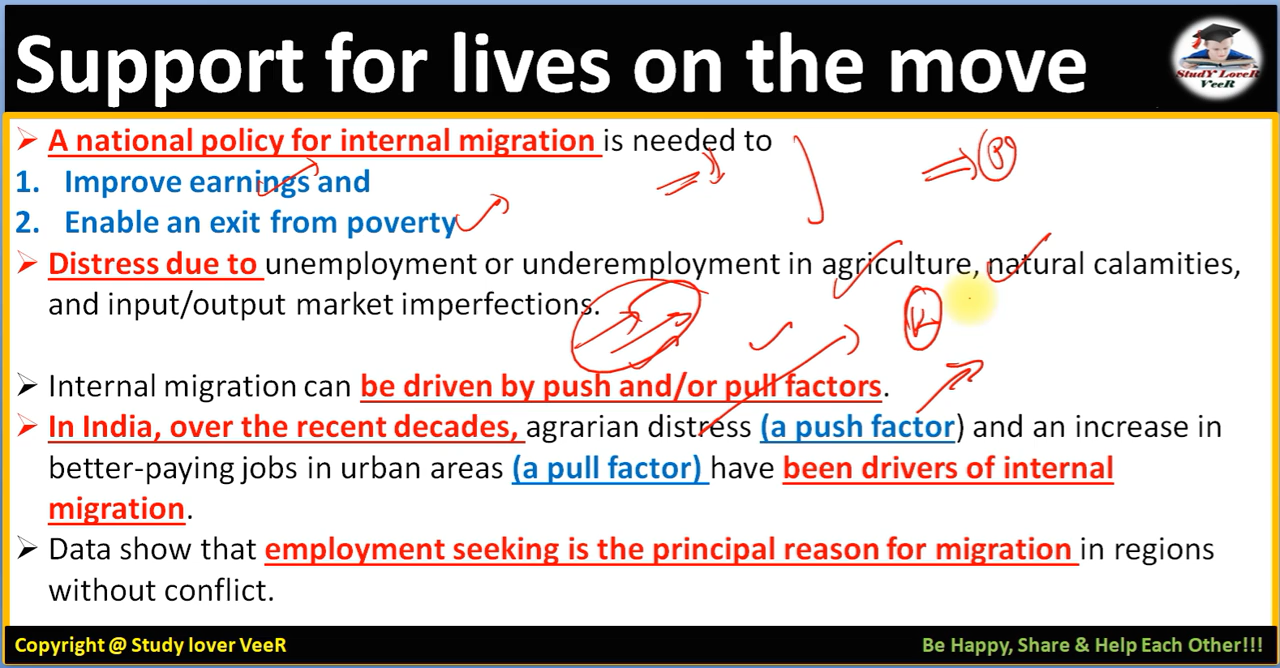 Support for lives on the move
StudY LoveR
VeeR
➢ A national policy for internal migration is needed to
1. Improve earnings and
2. Enable an exit from poverty
➢ Distress due to unemployment or underemployment in agriculture, natural calamities,
and input/output market imperfections.
➢ Internal migration can be driven by push and/or pull factors.
➢ In India, over the recent decades, agrarian distress (a push factor) and an increase in
better-paying jobs in urban areas (a pull factor) have been drivers of internal
migration.
➢ Data show that employment seeking is the principal reason for migration in regions
without conflict.
Copyright @ Study lover VeeR
Be Happy, Share & Help Each Other!!!